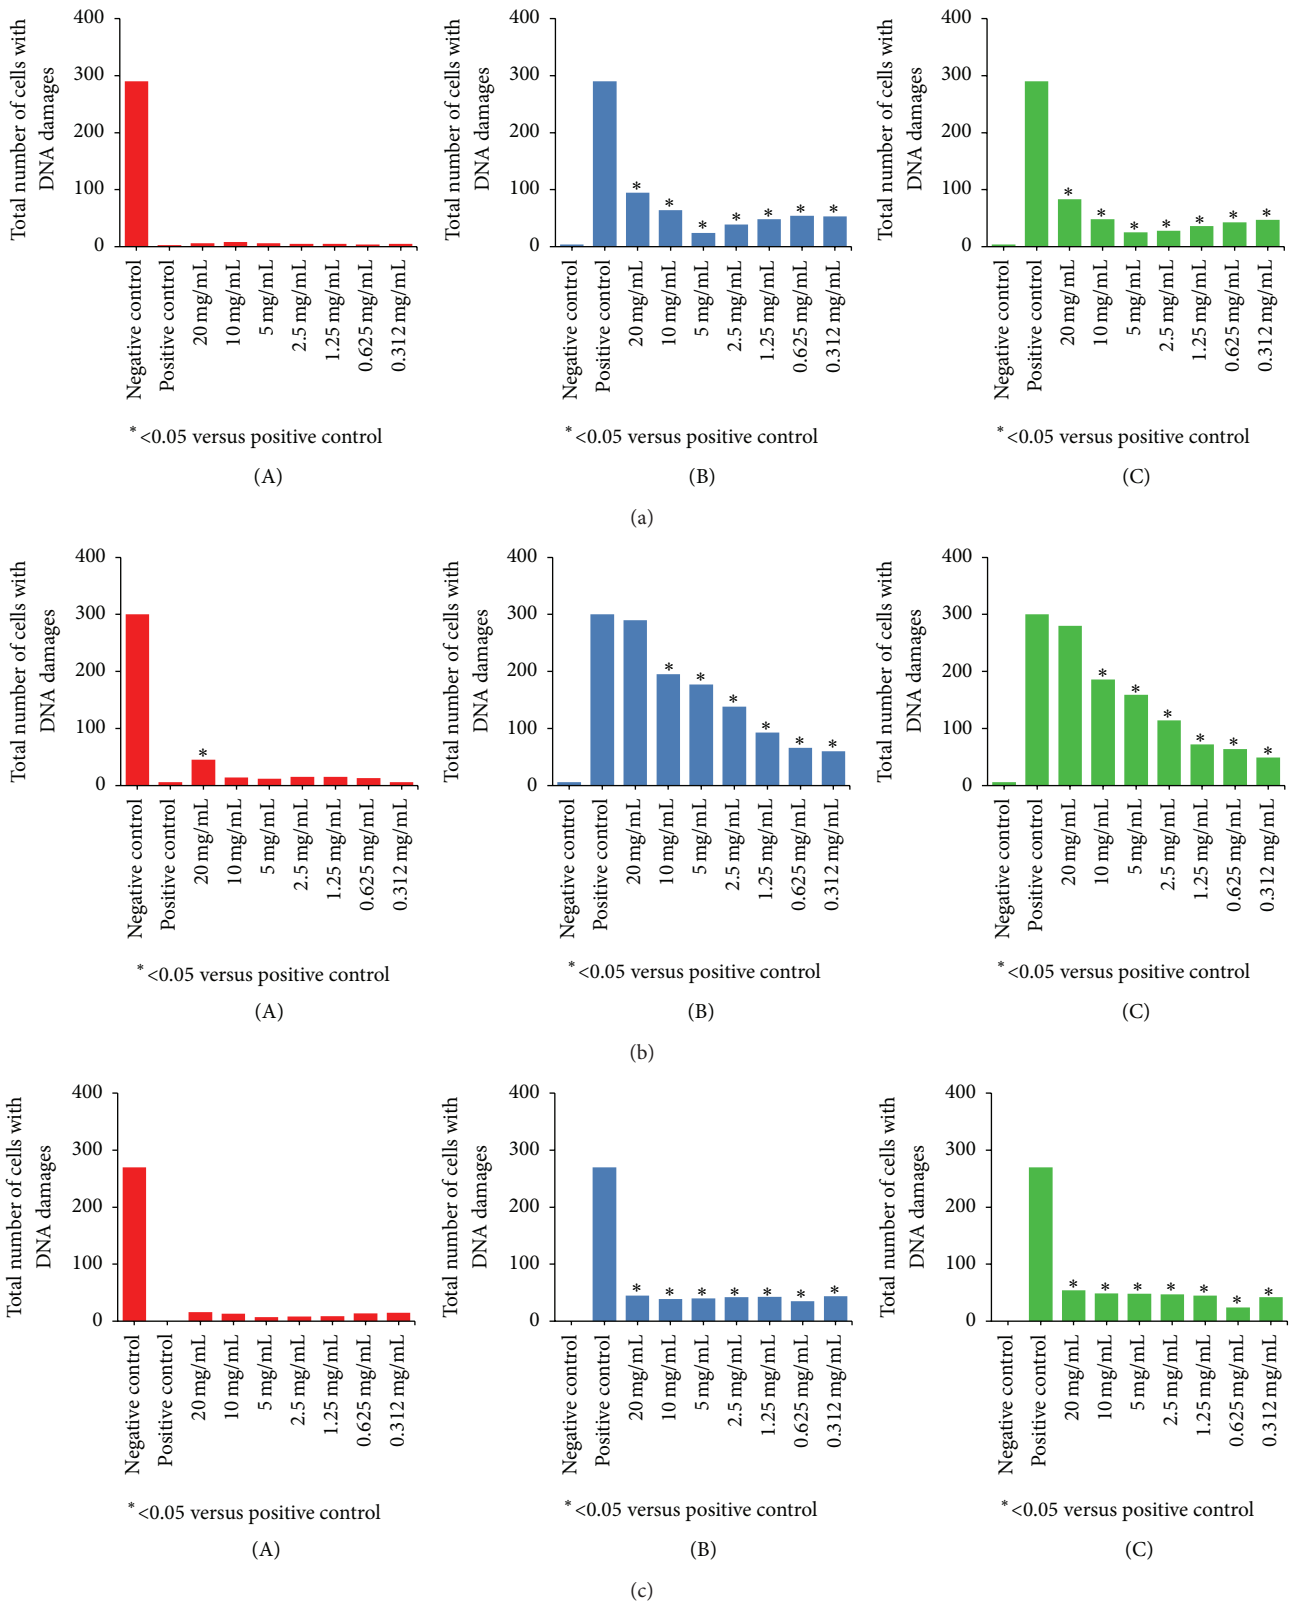 Total number of cells with
DNA damages
400
300
200
100
0
Negative control
Positive control
20 mg/mL
10 mg/mL
5 mg/mL
2.5 mg/mL
1.25 mg/mL
0.625 mg/mL
0.312 mg/mL
*<0.05 versus positive control
(A)
Total number of cells with
DNA damages
400
300
200
100
0
* * * * * * *
Negative control
Positive control
20 mg/mL
10 mg/mL
5 mg/mL
2.5 mg/mL
1.25 mg/mL
0.625 mg/mL
0.312 mg/mL
*<0.05 versus positive control
(B)
Total number of cells with
DNA damages
400
300
200
100
0
* * * * * * *
Negative control
Positive control
20 mg/mL
10 mg/mL
5 mg/mL
2.5 mg/mL
1.25 mg/mL
0.625 mg/mL
0.312 mg/mL
*<0.05 versus positive control
(C)
(a)
Total number of cells with
DNA damages
400
300
200
100
0
*
Negative control
Positive control
20 mg/mL
10 mg/mL
5 mg/mL
2.5 mg/mL
1.25 mg/mL
0.625 mg/mL
0.312 mg/mL
*<0.05 versus positive control
(A)
Total number of cells with
DNA damages
400
300
200
100
0
* * * * * *
Negative control
Positive control
20 mg/mL
10 mg/mL
5 mg/mL
2.5 mg/mL
1.25 mg/mL
0.625 mg/mL
0.312 mg/mL
*<0.05 versus positive control
(B)
Total number of cells with
DNA damages
400
300
200
100
0
* * * * * *
Negative control
Positive control
20 mg/mL
10 mg/mL
5 mg/mL
2.5 mg/mL
1.25 mg/mL
0.625 mg/mL
0.312 mg/mL
*<0.05 versus positive control
(C)
(b)
Total number of cells with
DNA damages
400
300
200
100
0
Negative control
Positive control
20 mg/mL
10 mg/mL
5 mg/mL
2.5 mg/mL
1.25 mg/mL
0.625 mg/mL
0.312 mg/mL
*<0.05 versus positive control
(A)
Total number of cells with
DNA damages
400
300
200
100
0
* * * * * * *
Negative control
Positive control
20 mg/mL
10 mg/mL
5 mg/mL
2.5 mg/mL
1.25 mg/mL
0.625 mg/mL
0.312 mg/mL
*<0.05 versus positive control
(B)
Total number of cells with
DNA damages
400
300
200
100
0
* * * * * * *
Negative control
Positive control
20 mg/mL
10 mg/mL
5 mg/mL
2.5 mg/mL
1.25 mg/mL
0.625 mg/mL
0.312 mg/mL
*<0.05 versus positive control
(C)
(c)